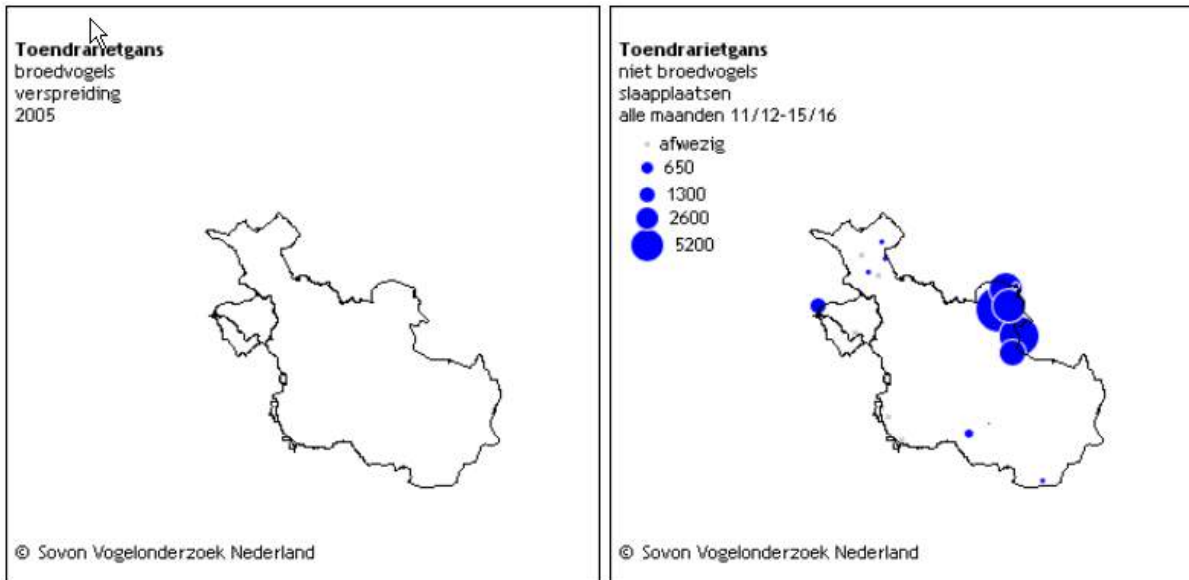 Toendrarietgans
broedvogels
verspreiding
2005
© Sovon Vogelonderzoek Nederland
Toendrarietgans
niet broedvogels
slaapplaatsen
alle maanden 11/12-15/16
afwezig
650
1300
2600
5200
© Sovon Vogelonderzoek Nederland